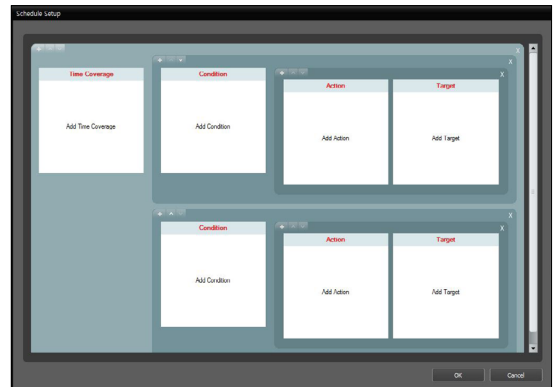 Schedule Setup
X
X
X
Time Coverage
Condition
Action
Target
Add Time Coverage
Add Condition
Add Action
Add Target
X
X
Condition
Action
Target
Add Condition
Add Action
Add Target
OK
Cancel